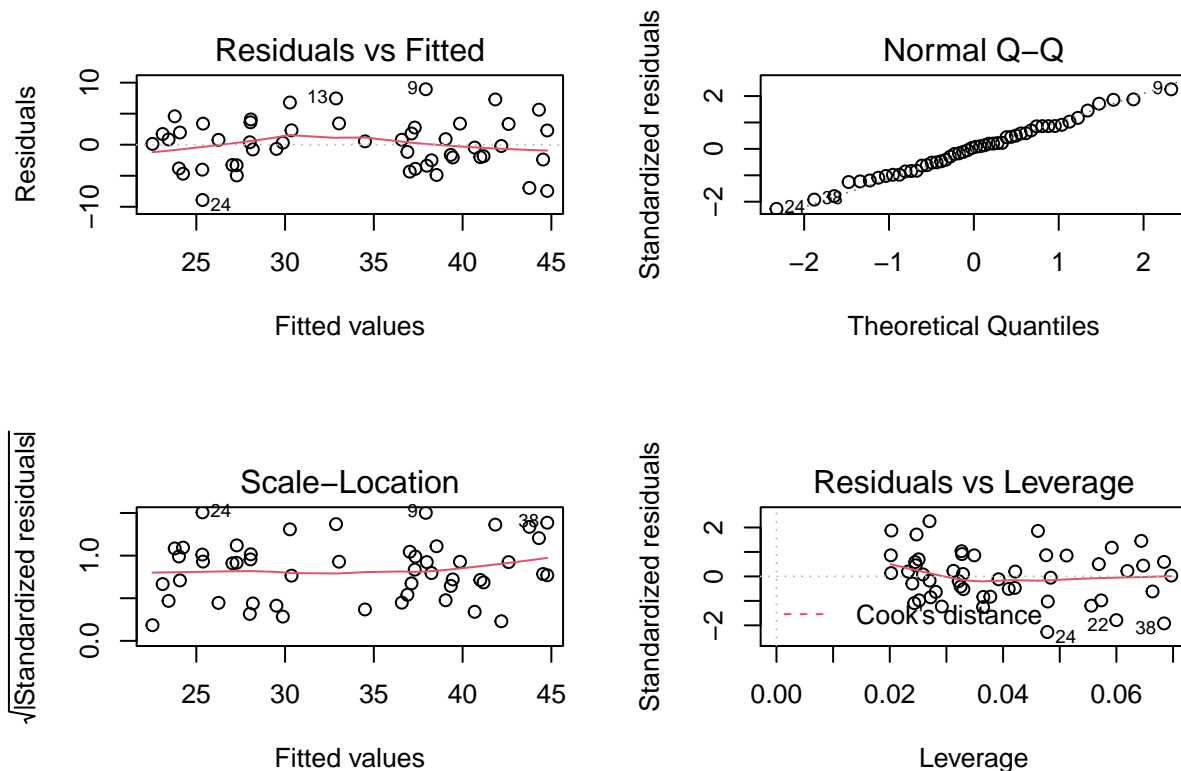 Residuals vs Fitted
Residuals
10
0
−10
13
9
24
25 30 35 40 45
Fitted values
Normal Q−Q
Standardized residuals
2
0
−2
9
24
38
−2 −1 0 1 2
Theoretical Quantiles
Scale−Location
√|Standardized residuals|
1.0
0.0
24
9
38
25 30 35 40 45
Fitted values
Residuals vs Leverage
Standardized residuals
2
0
−2
Cook's distance
24
22
38
0.00 0.02 0.04 0.06
Leverage